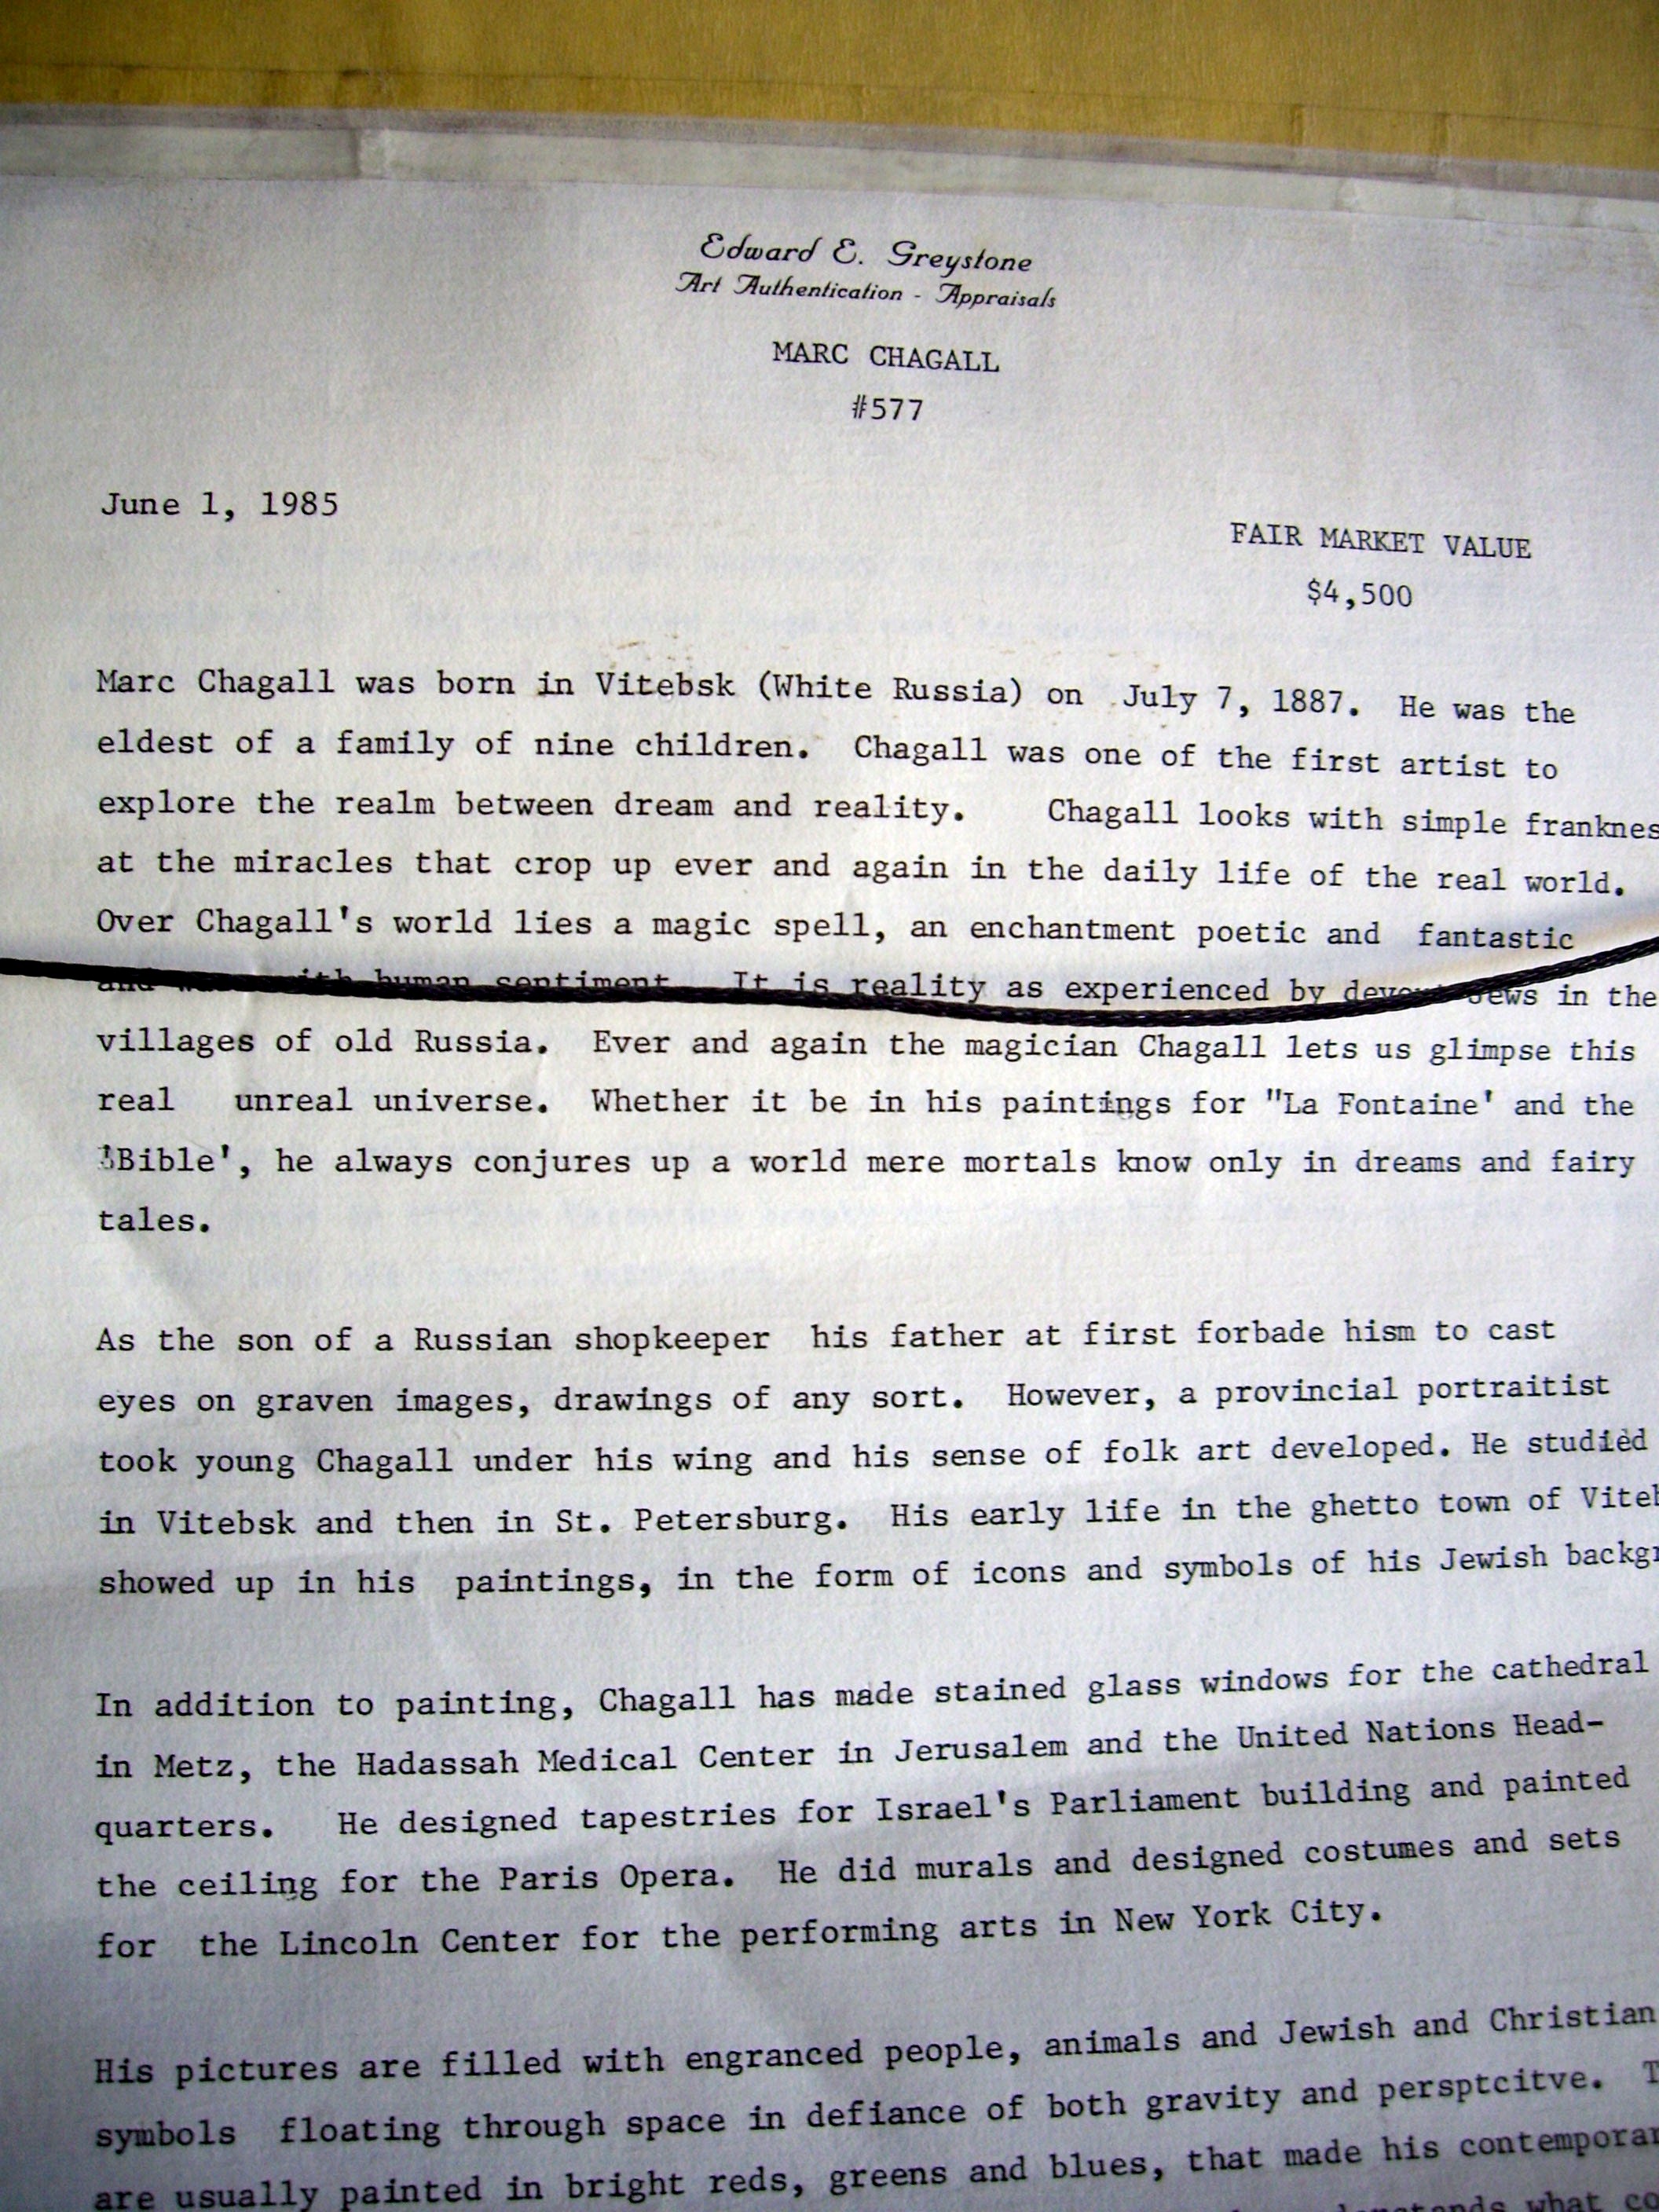 Edward E. Greystone
Art Authentication - Appraisals
MARC CHAGALL
#577
June 1, 1985
FAIR MARKET VALUE
$4,500
Marc Chagall was born in Vitebsk (White Russia) on July 7, 1887. He was the
eldest of a family of nine children. Chagall was one of the first artist to
explore the realm between dream and reality. Chagall looks with simple franknes
at the miracles that crop up ever and again in the daily life of the real world.
Over Chagall's world lies a magic spell, an enchantment poetic and fantastic
and with human sentiment It is reality as experienced by Jews in the
villages of old Russia. Ever and again the magician Chagall lets us glimpse this
real unreal universe. Whether it be in his paintings for "La Fontaine' and the
'Bible', he always conjures up a world mere mortals know only in dreams and fairy
tales.
As the son of a Russian shopkeeper his father at first forbade hism to cast
eyes on graven images, drawings of any sort. However, a provincial portraitist
took young Chagall under his wing and his sense of folk art developed. He studied
in Vitebsk and then in St. Petersburg. His early life in the ghetto town of
showed up in his paintings, in the form of icons and symbols of his Jewish
In addition to painting, Chagall has made stained glass windows for the cathedral
in Metz, the Hadassah Medical Center in Jerusalem and the United Nations Head-
quarters. He designed tapestries for Israel's Parliament building and painted
the ceiling for the Paris Opera. He did murals and designed costumes and sets
for the Lincoln Center for the performing arts in New York City.
His pictures are filled with engranced people, animals and Jewish and Christian
symbols floating through space in defiance of both gravity and persptcitve.
are usually painted in bright reds, greens and blues, that made his
what